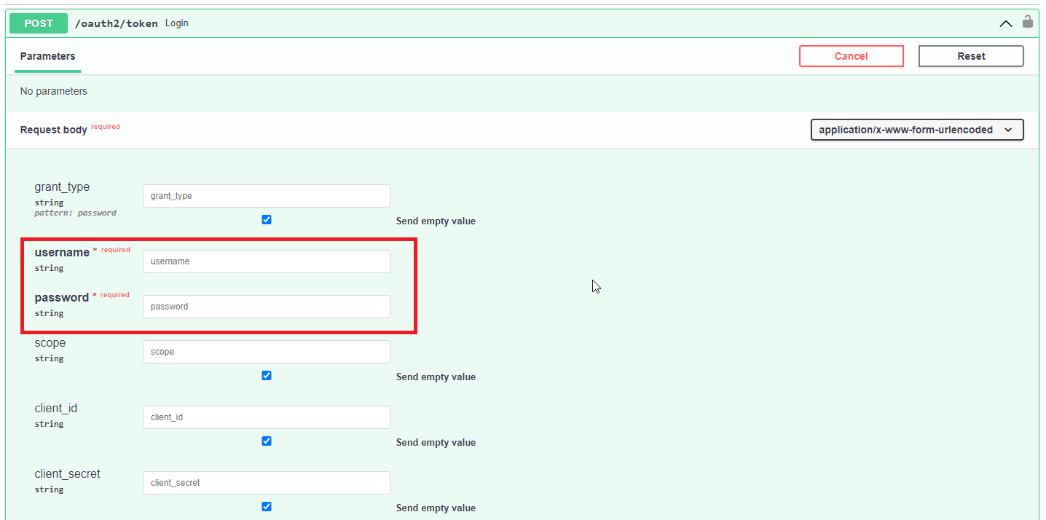 POST /oauth2/token Login
Parameters
Cancel
Reset
No parameters
Request body required
application/x-www-form-urlencoded
grant_type
string
pattern: password
grant_type
Send empty value
username * required
string
username
password * required
string
password
scope
string
scope
Send empty value
client_id
string
client_id
Send empty value
client_secret
string
client_secret
Send empty value